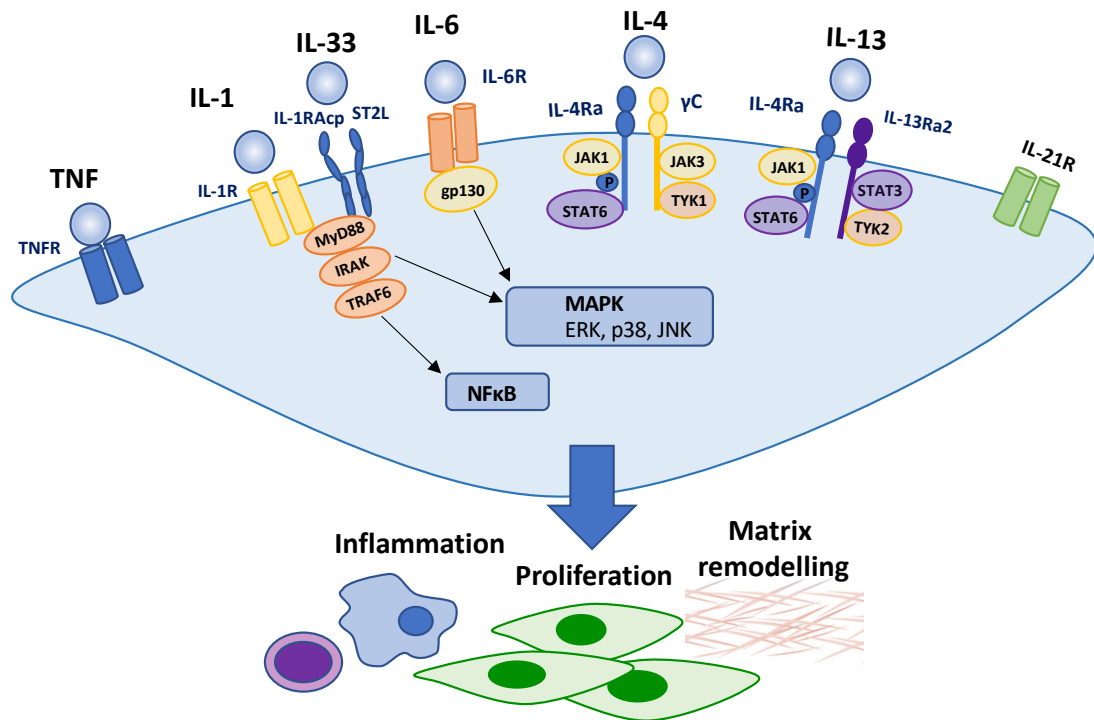 TNF
TNFR
IL-1
IL-1R
IL-33
IL-1RAcp
ST2L
MyD88
IRAK
TRAF6
IL-6
IL-6R
gp130
MAPK
ERK, p38, JNK
NFκB
IL-4
IL-4Ra
γC
JAK1
P
STAT6
JAK3
TYK1
IL-13
IL-4Ra
IL-13Ra2
JAK1
P
STAT6
STAT3
TYK2
IL-21R
Inflammation
Proliferation
Matrix
remodelling